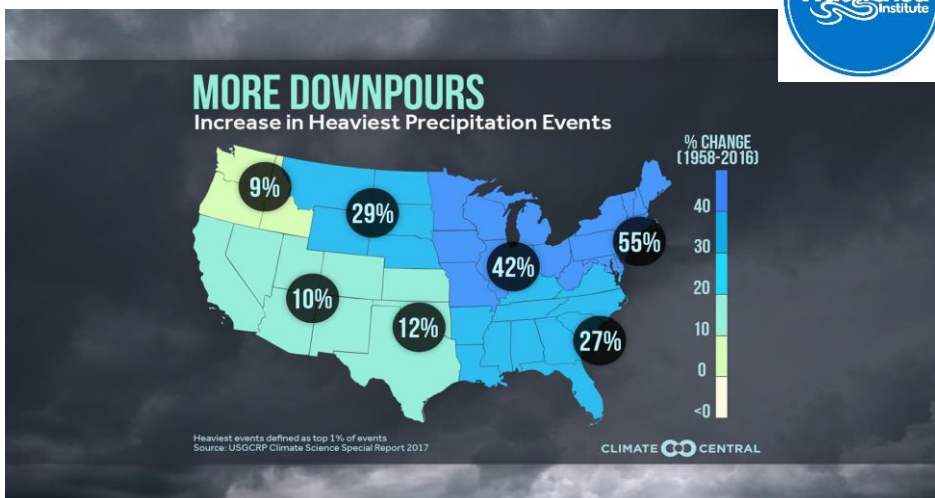 Institute
MORE DOWNPOURS
Increase in Heaviest Precipitation Events
% CHANGE
(1958-2016)
9%
29%
42%
55%
10%
12%
27%
40
30
20
10
0
<0
Heaviest events defined as top 1% of events
Source: USGCRP Climate Science Special Report 2017
CLIMATE CENTRAL